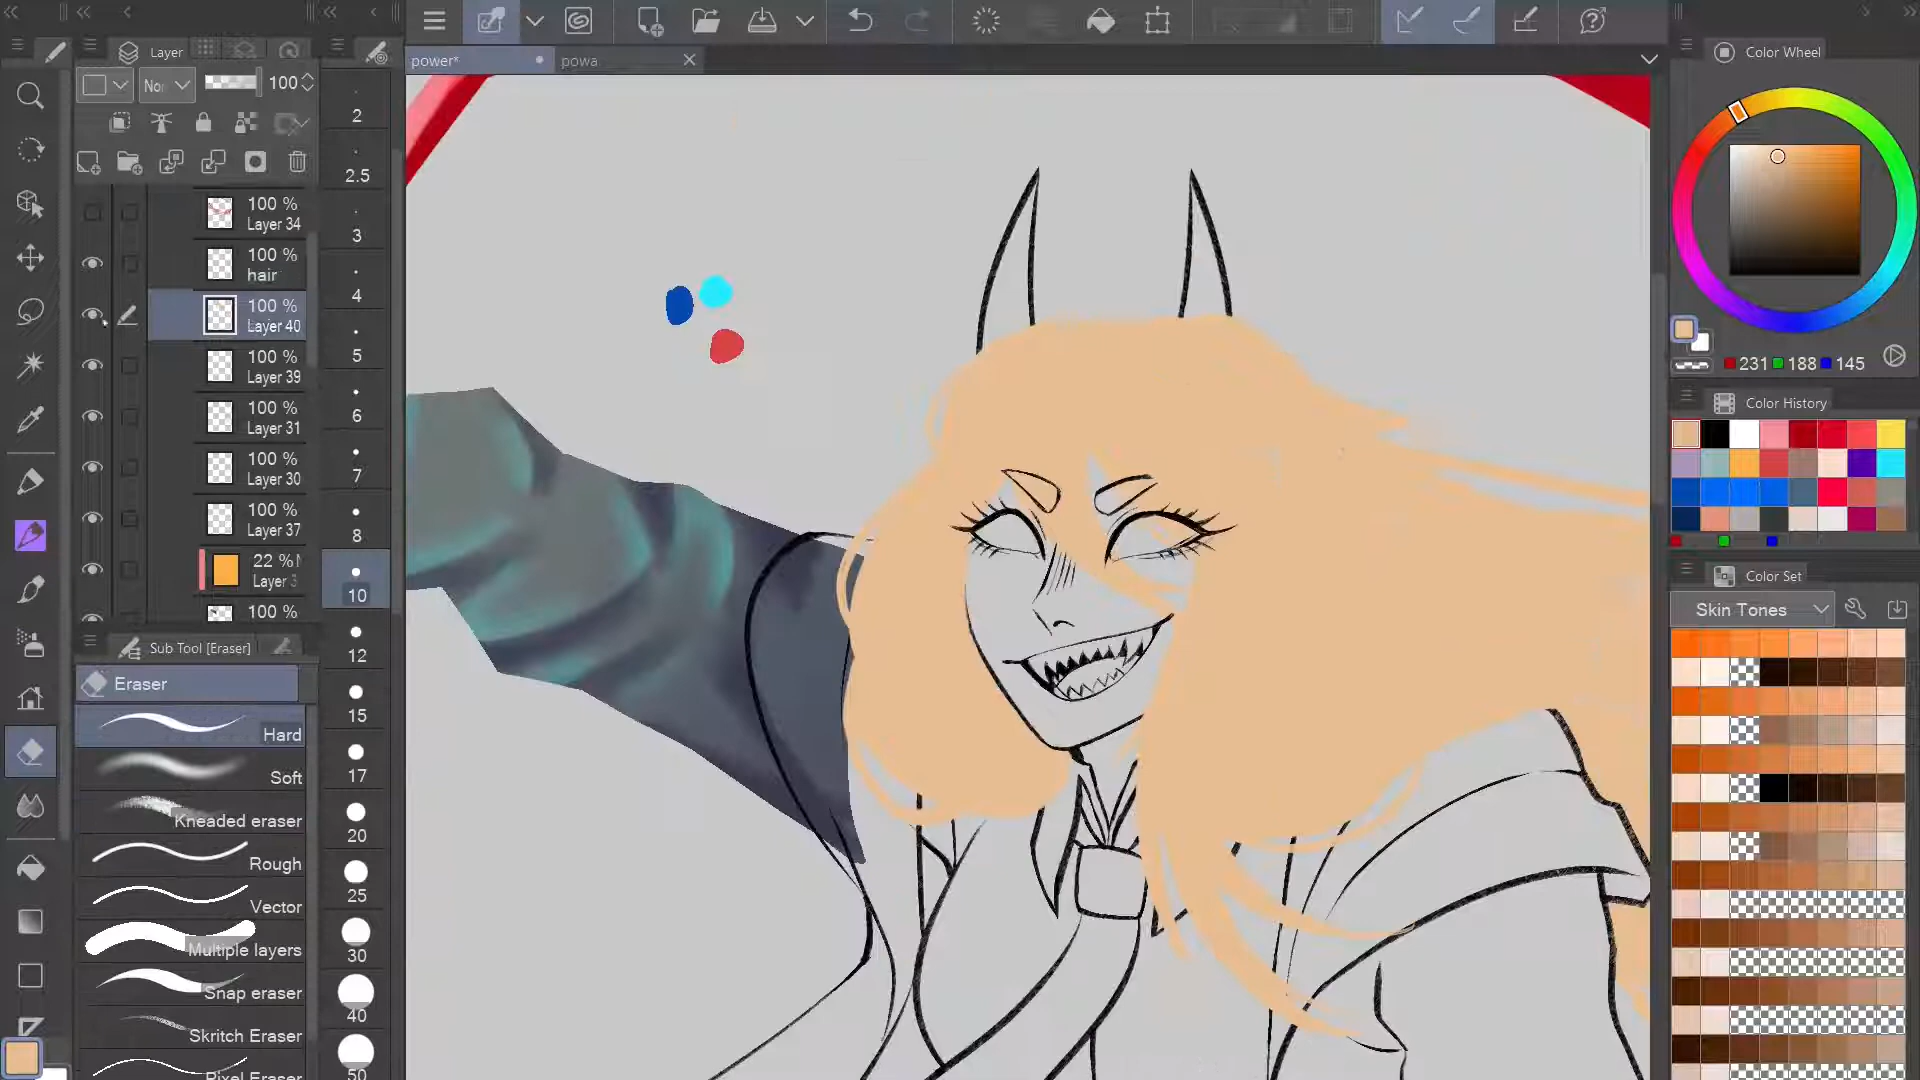 Layer
Nor
100
100 %
Layer 34
100 %
hair
100 %
Layer 40
100 %
Layer 39
100 %
Layer 31
100 %
Layer 30
100 %
Layer 37
22 %
Layer 3
100 %
Sub Tool [Eraser]
Eraser
Hard
Soft
Kneaded eraser
Rough
Vector
Multiple layers
Snap eraser
Skritch Eraser
Pixel Eraser
2
2.5
3
4
5
6
7
8
10
12
15
17
20
25
30
40
50
power*
powa
Color Wheel
231 188 145
Color History
Color Set
Skin Tones